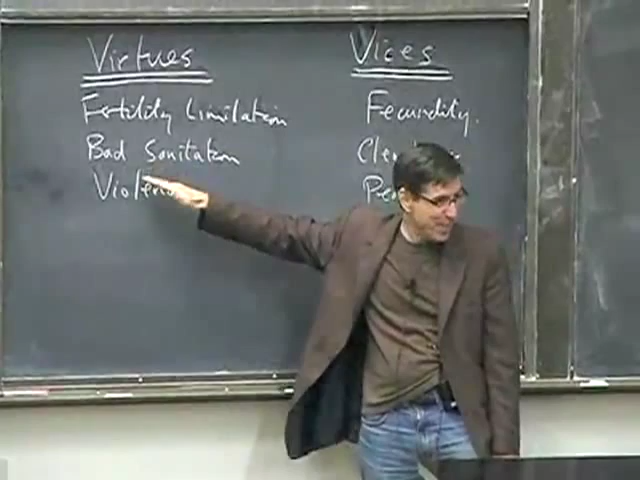 Virtues
Vices
Fertility Limitation
Fecundity.
Bad Sanitation